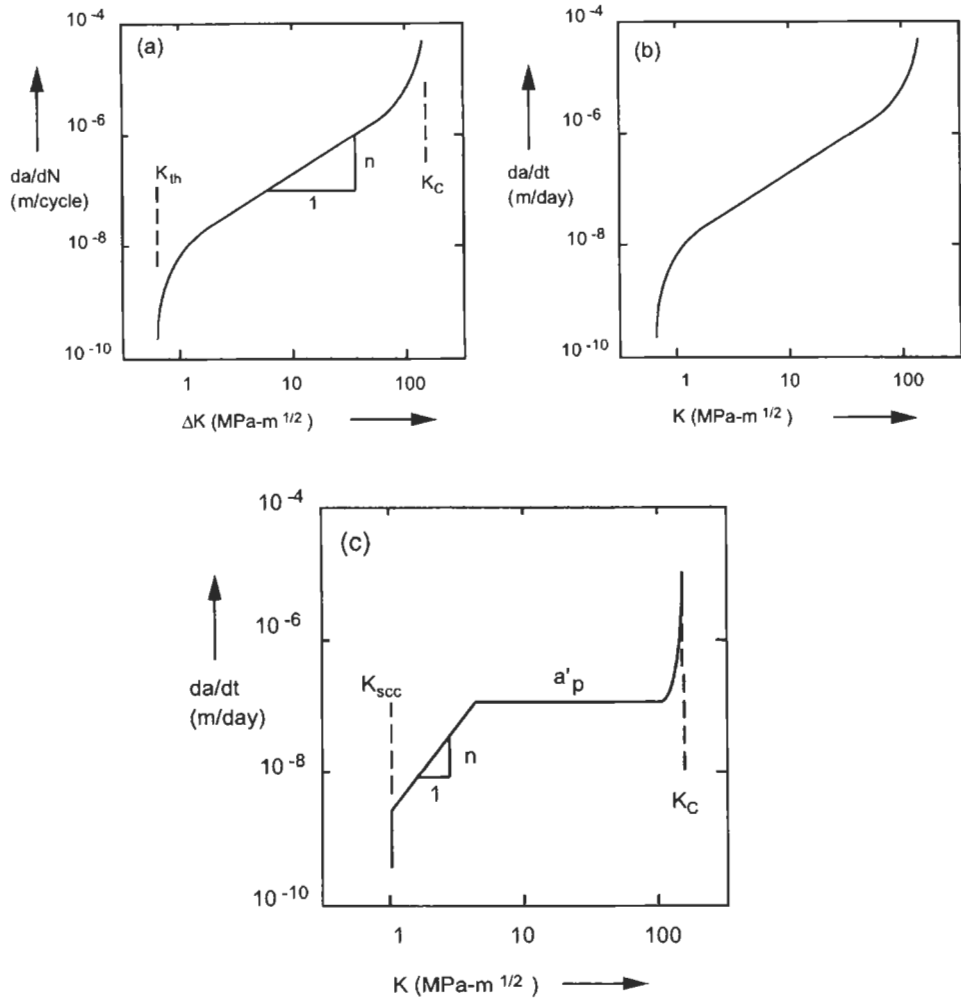 (a)
10⁻⁴
10⁻⁶
10⁻⁸
10⁻¹⁰
da/dN
(m/cycle)
K_th
n
1
K_C
1 10 100
ΔK (MPa-m ^1/2 )
(b)
10⁻⁴
10⁻⁶
10⁻⁸
10⁻¹⁰
da/dt
(m/day)
1 10 100
K (MPa-m ^1/2 )
(c)
10⁻⁴
10⁻⁶
10⁻⁸
10⁻¹⁰
da/dt
(m/day)
K_scc
a'_p
n
1
K_C
1 10 100
K (MPa-m ^1/2 )